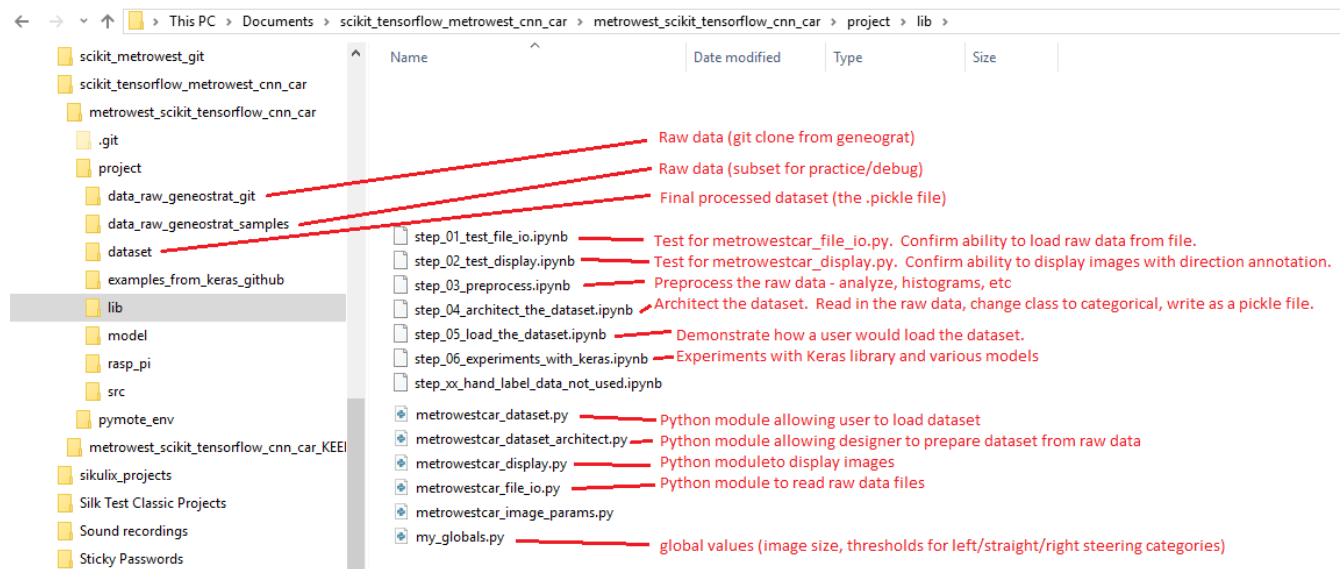 This PC > Documents > scikit_tensorflow_metrowest_cnn_car > metrowest_scikit_tensorflow_cnn_car > project > lib >
Name Date modified Type Size
scikit_metrowest_git
scikit_tensorflow_metrowest_cnn_car
metrowest_scikit_tensorflow_cnn_car
.git
project
data_raw_geneostrat_git
data_raw_geneostrat_samples
dataset
examples_from_keras_github
lib
model
rasp_pi
src
pymote_env
metrowest_scikit_tensorflow_cnn_car_KEEI
sikulix_projects
Silk Test Classic Projects
Sound recordings
Sticky Passwords
Raw data (git clone from geneograt)
Raw data (subset for practice/debug)
Final processed dataset (the .pickle file)
step_01_test_file_io.ipynb Test for metrowestcar_file_io.py. Confirm ability to load raw data from file.
step_02_test_display.ipynb Test for metrowestcar_display.py. Confirm ability to display images with direction annotation.
step_03_preprocess.ipynb Preprocess the raw data - analyze, histograms, etc
step_04_architect_the_dataset.ipynb Architect the dataset. Read in the raw data, change class to categorical, write as a pickle file.
step_05_load_the_dataset.ipynb Demonstrate how a user would load the dataset.
step_06_experiments_with_keras.ipynb Experiments with Keras library and various models
step_xx_hand_label_data_not_used.ipynb
metrowestcar_dataset.py Python module allowing user to load dataset
metrowestcar_dataset_architect.py Python module allowing designer to prepare dataset from raw data
metrowestcar_display.py Python moduleto display images
metrowestcar_file_io.py Python module to read raw data files
metrowestcar_image_params.py
my_globals.py global values (image size, thresholds for left/straight/right steering categories)